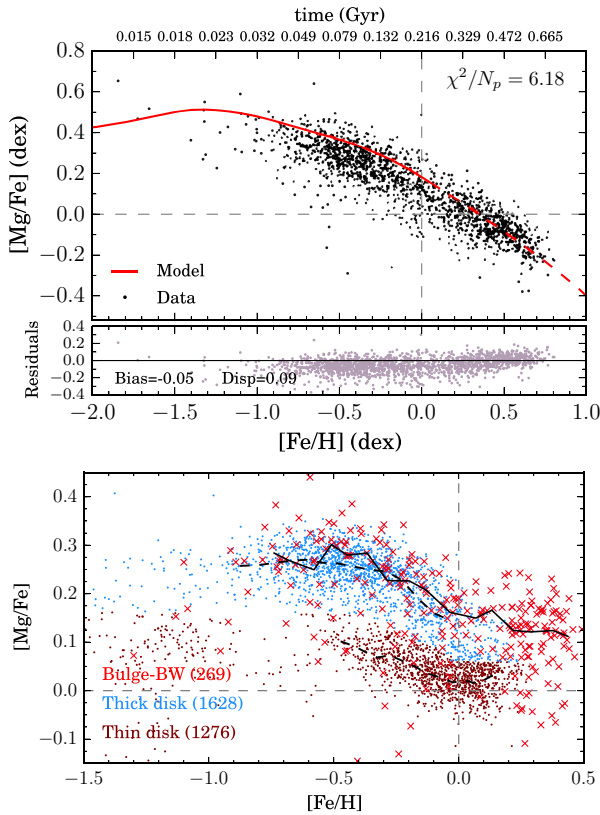 time (Gyr)
0.015 0.018 0.023 0.032 0.049 0.079 0.132 0.216 0.329 0.472 0.665
0.8
χ²/Nₚ = 6.18
0.6
0.4
[Mg/Fe] (dex)
0.2
0.0
−0.2
Model
Data
−0.4
0.4
Residuals
0.2
0.0
−0.2
Bias=-0.05 Disp=0.09
−0.4
−2.0 −1.5 −1.0 −0.5 0.0 0.5 1.0
[Fe/H] (dex)
0.4
0.3
[Mg/Fe]
0.2
0.1
Bulge-BW (269)
0.0
Thick disk (1628)
Thin disk (1276)
−0.1
−1.5 −1.0 −0.5 0.0 0.5
[Fe/H]